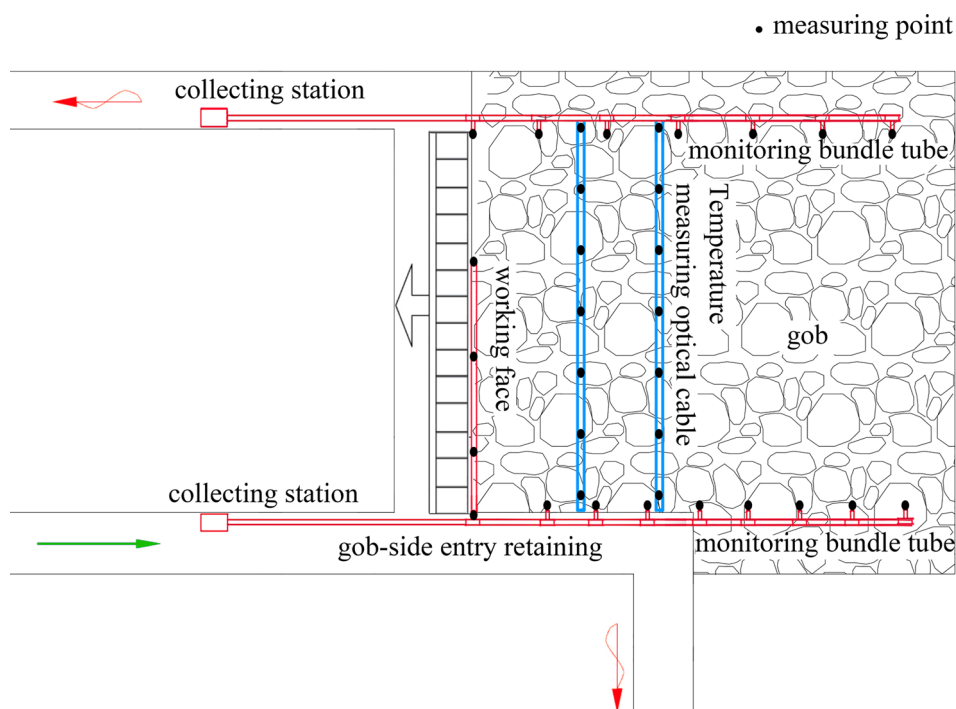 measuring point
collecting station
monitoring bundle tube
Temperature
measuring optical cable
working face
gob
collecting station
gob-side entry retaining
monitoring bundle tube